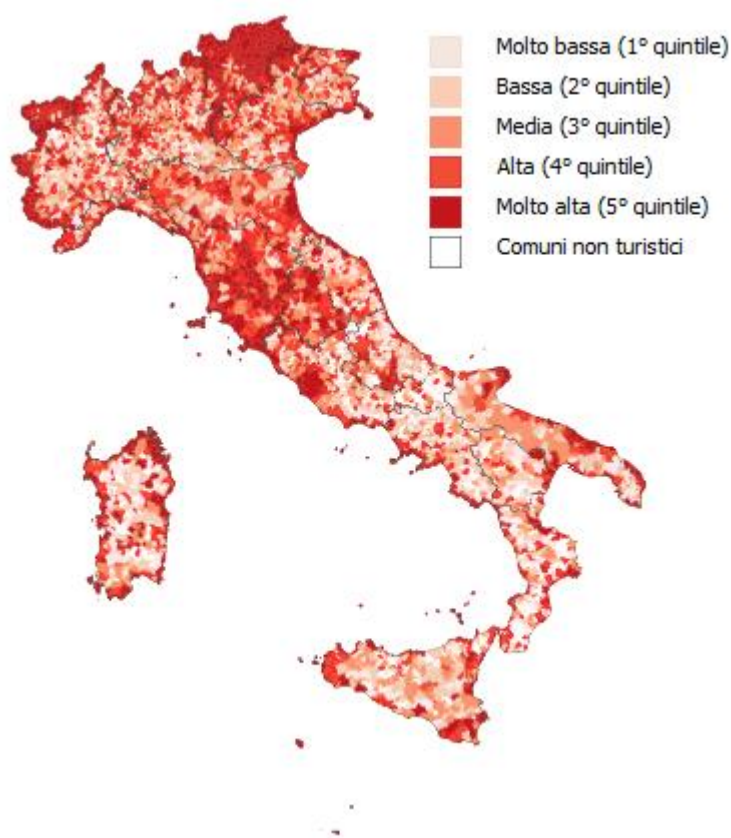 Molto bassa (1° quintile)
Bassa (2° quintile)
Media (3° quintile)
Alta (4° quintile)
Molto alta (5° quintile)
Comuni non turistici